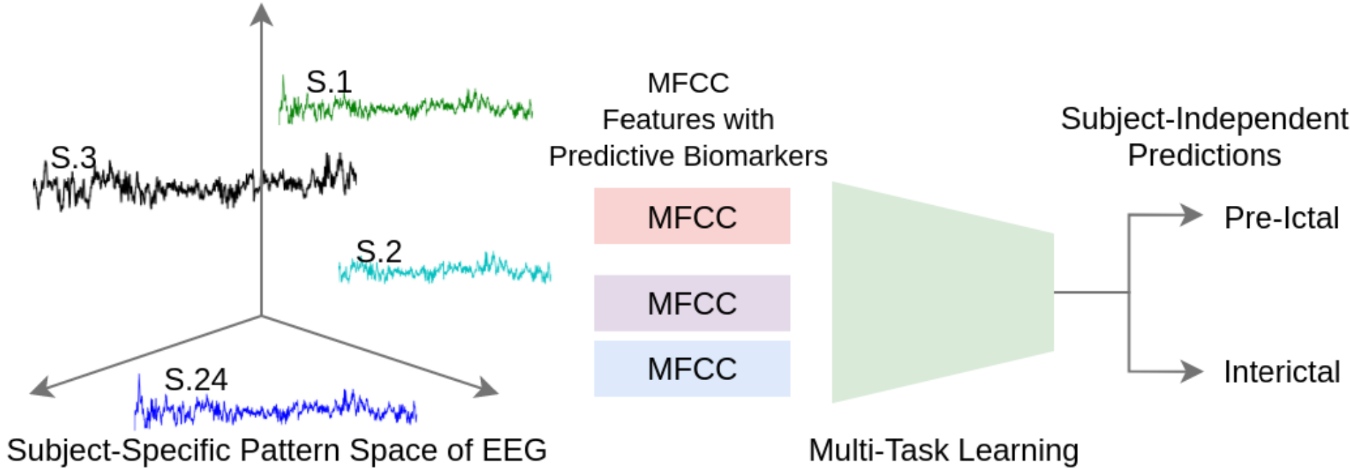 S.1
S.3
S.2
S.24
Subject-Specific Pattern Space of EEG
MFCC
Features with
Predictive Biomarkers
MFCC
MFCC
MFCC
Multi-Task Learning
Subject-Independent
Predictions
Pre-Ictal
Interictal